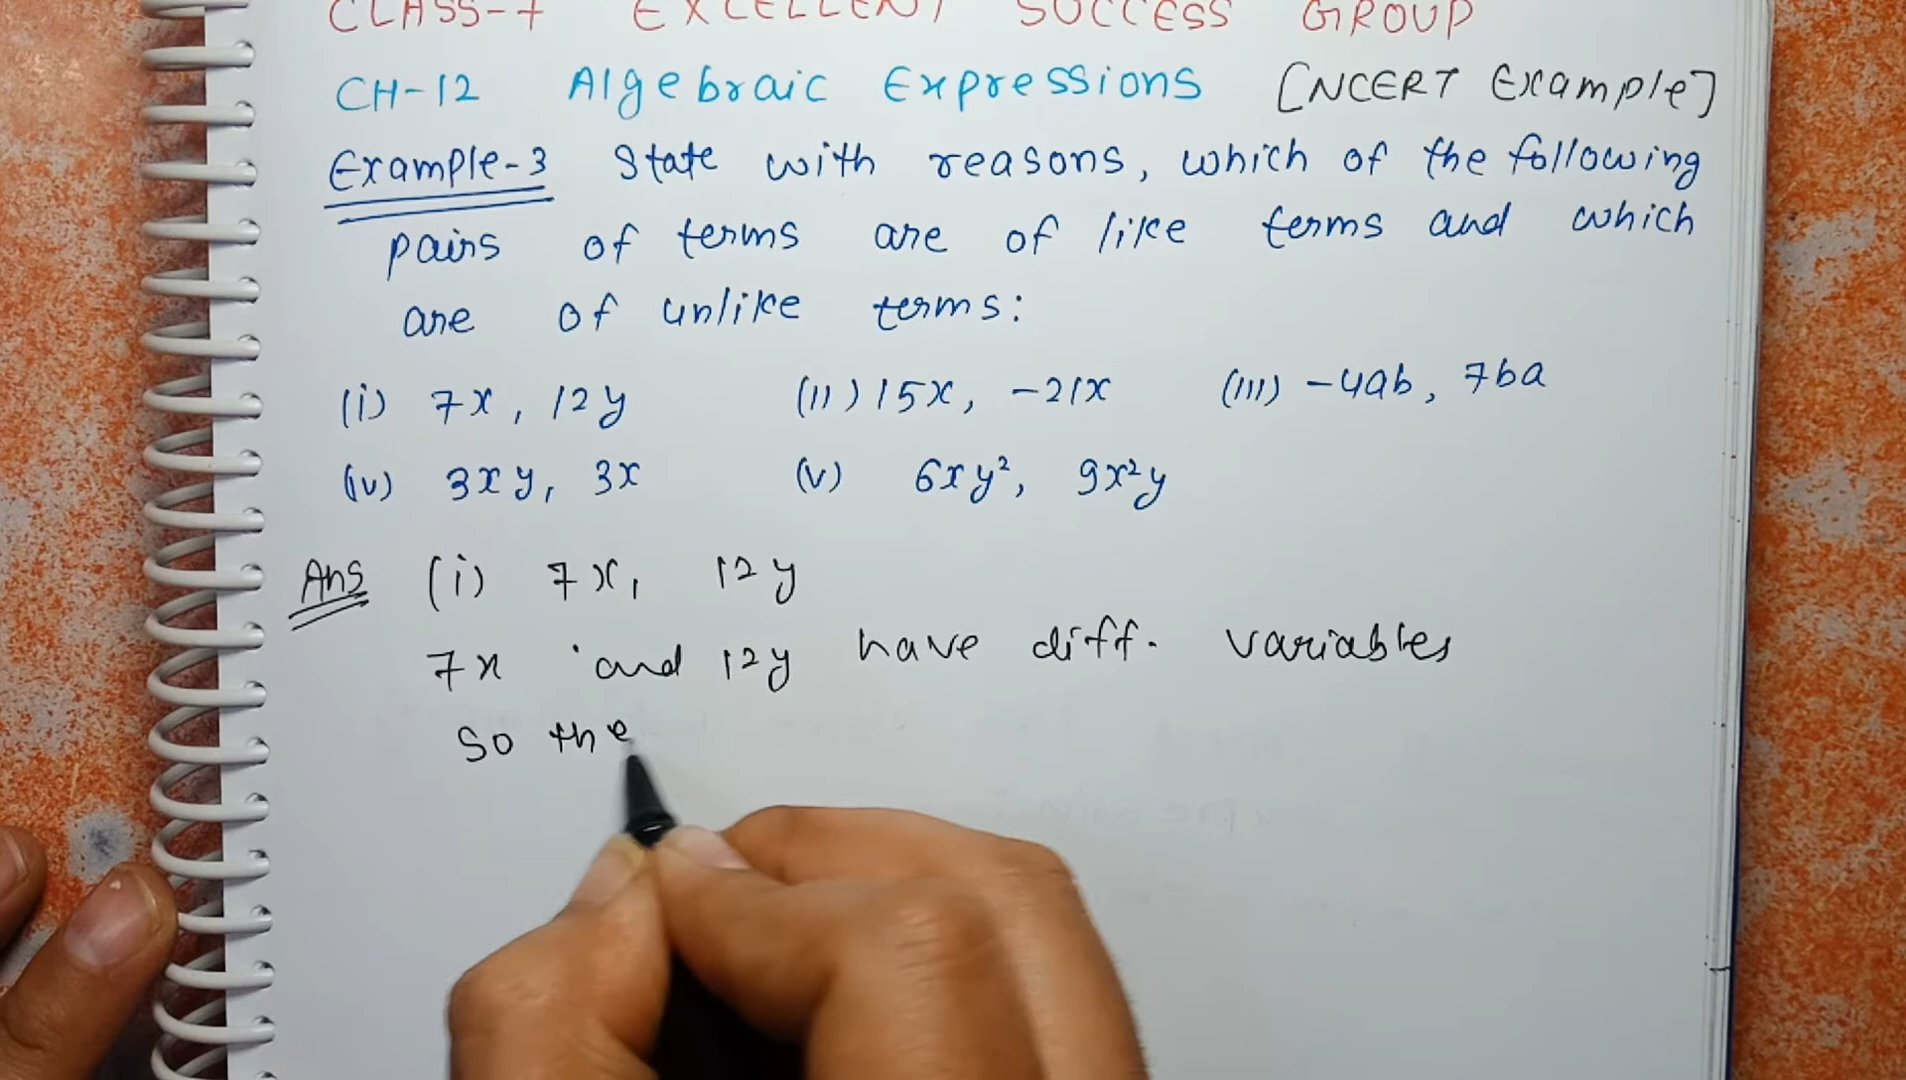 CLASS-7 EXCELLENT SUCCESS GROUP
CH-12 Algebraic Expressions [NCERT Example]
Example-3 State with reasons, which of the following
pairs of terms are of like terms and which
are of unlike terms:
(i) 7x, 12y (ii) 15x, -21x (iii) -4ab, 7ba
(iv) 3xy, 3x (v) 6xy², 9x²y
Ans (i) 7x, 12y
7x and 12y have diff. variables
So the